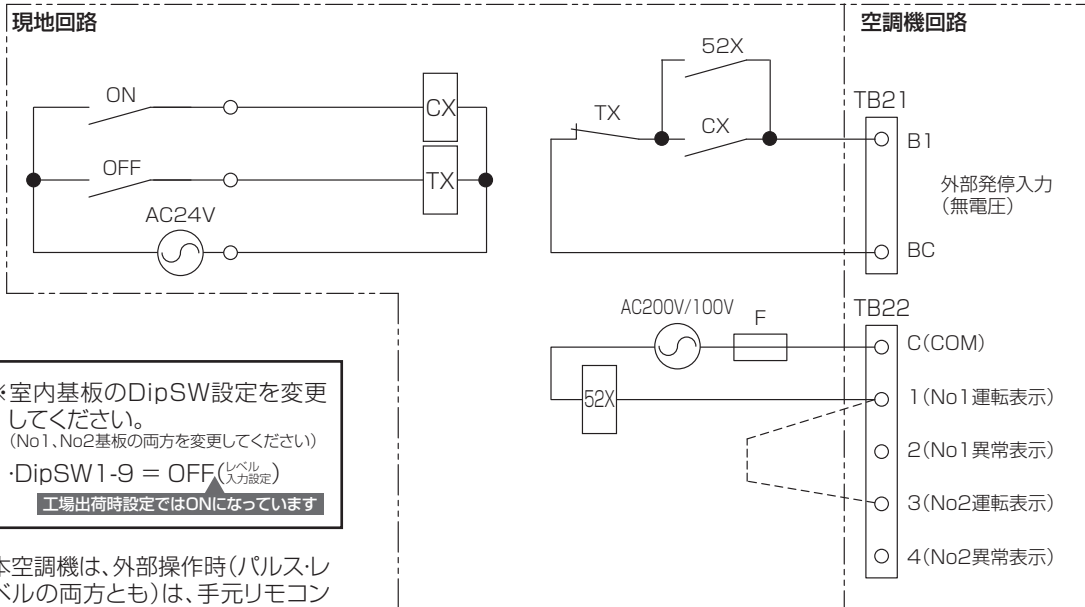 現地回路
空調機回路
ON
CX
OFF
TX
AC24V
52X
TX
CX
TB21
B1
外部発停入力
(無電圧)
BC
AC200V/100V
F
52X
TB22
C(COM)
1(No1運転表示)
2(No1異常表示)
3(No2運転表示)
4(No2異常表示)
※室内基板のDipSW設定を変更
してください。
(No1、No2基板の両方を変更してください)
・DipSW1-9 = OFF(レベル入力設定)
工場出荷時設定ではONになっています
本空調機は、外部操作時(パルス・レ
ベルの両方とも)は、手元リモコン